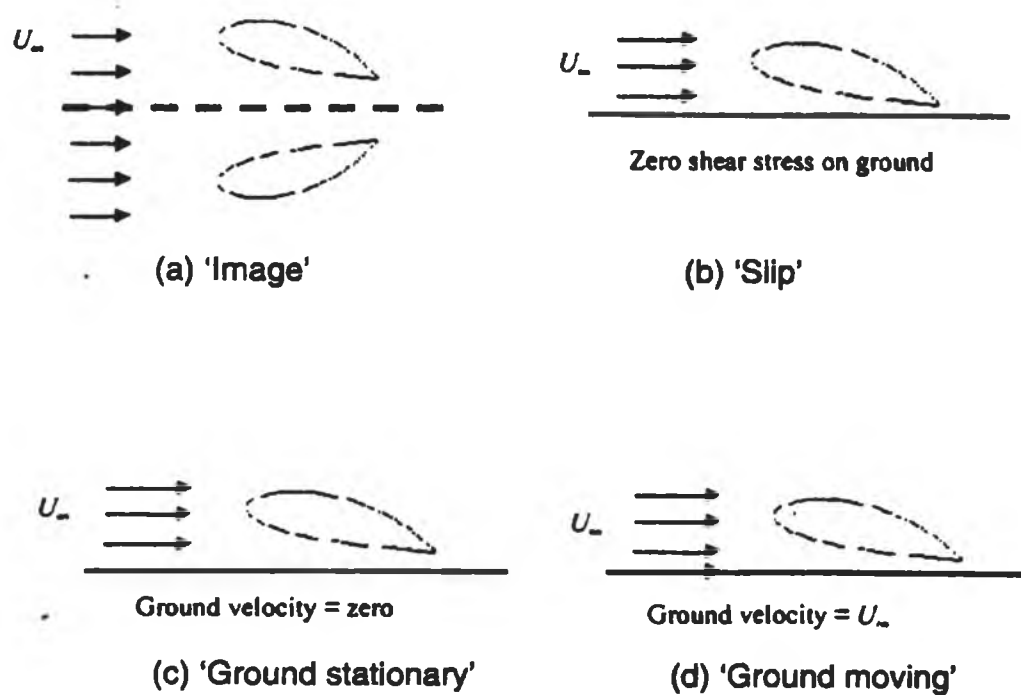 U∞
(a) 'Image'
U∞
Zero shear stress on ground
(b) 'Slip'
U∞
Ground velocity = zero
(c) 'Ground stationary'
U∞
Ground velocity = U∞
(d) 'Ground moving'